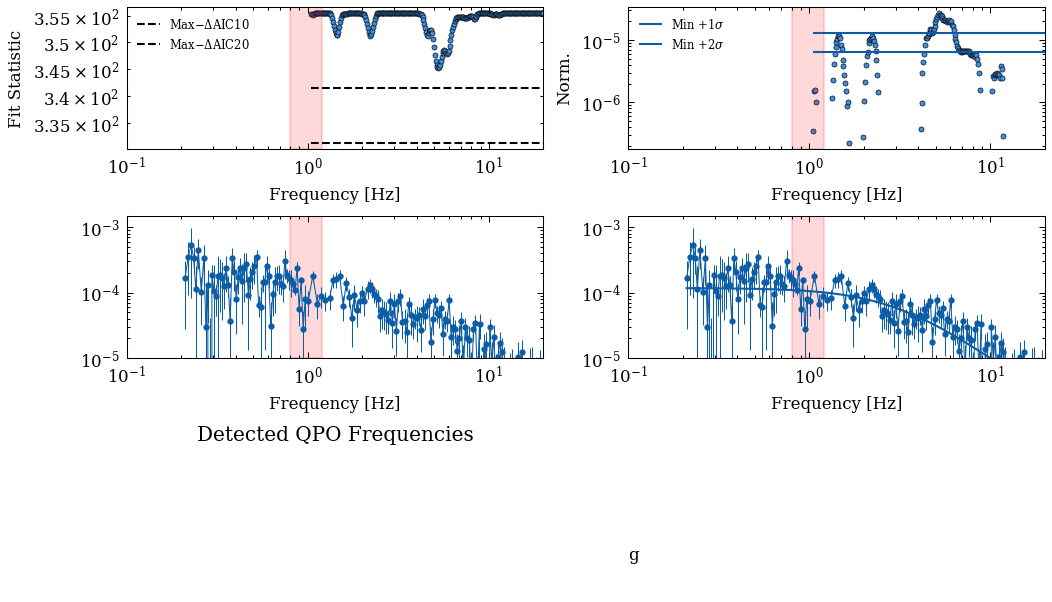 3.55 × 10²
3.5 × 10²
3.45 × 10²
3.4 × 10²
3.35 × 10²
Fit Statistic
Max−ΔAIC10
Max−ΔAIC20
10⁻¹ 10⁰ 10¹
Frequency [Hz]
10⁻⁵
10⁻⁶
Norm.
Min +1σ
Min +2σ
10⁻¹ 10⁰ 10¹
Frequency [Hz]
10⁻³
10⁻⁴
10⁻⁵
10⁻¹ 10⁰ 10¹
Frequency [Hz]
10⁻³
10⁻⁴
10⁻⁵
10⁻¹ 10⁰ 10¹
Frequency [Hz]
Detected QPO Frequencies
g